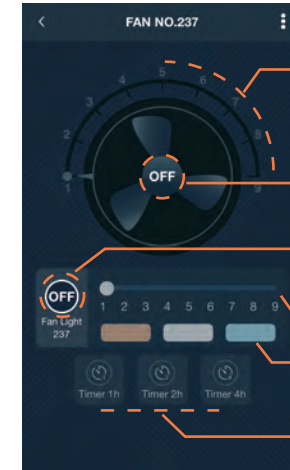 FAN NO.237
5
4 6
3 7
2 8
1 9
OFF
OFF
Fan Light
237
1 2 3 4 5 6 7 8 9
Timer 1h Timer 2h Timer 4h